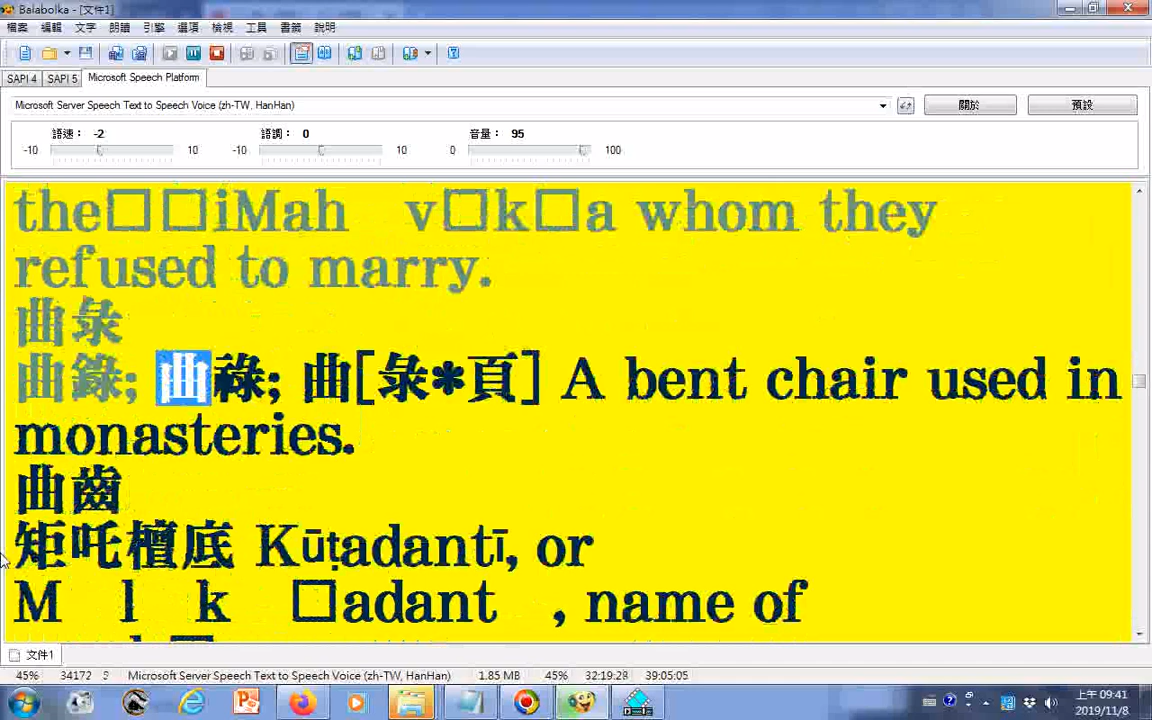 Balabolka - [文件1]
檔案 編輯 文字 朗讀 引擎 選項 檢視 工具 書籤 說明
SAPI 4 SAPI 5 Microsoft Speech Platform
Microsoft Server Speech Text to Speech Voice (zh-TW, HanHan) 關於 預設
語速： -2 語調： 0 音量： 95
-10 10 -10 10 0 100
the□□iMah v□k□a whom they
refused to marry.
曲彔
曲錄; 曲祿; 曲[彔*頁] A bent chair used in
monasteries.
曲齒
矩吒檀底 Kūṭadantī, or
M l k □adant , name of
文件1
45% 34172 Microsoft Server Speech Text to Speech Voice (zh-TW, HanHan) 1.85 MB 45% 32:19:28 39:05:05
上午 09:41
2019/11/8